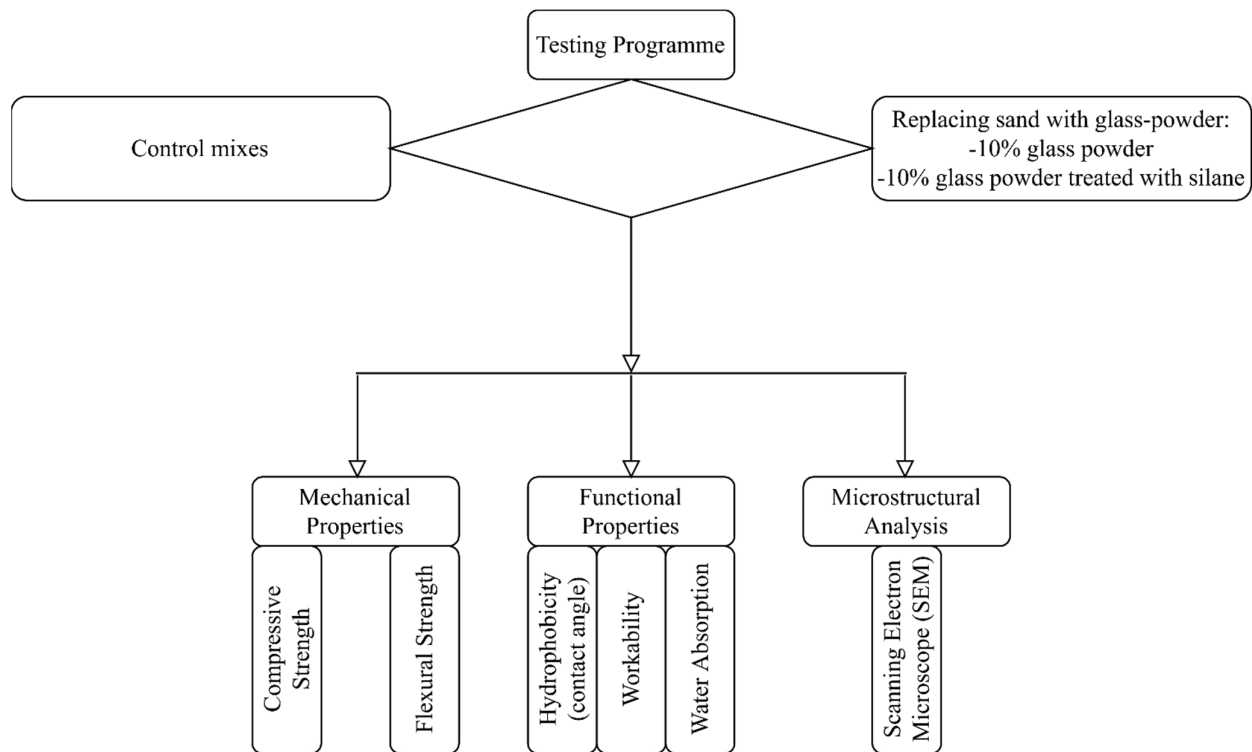 Testing Programme
Control mixes
Replacing sand with glass-powder:
-10% glass powder
-10% glass powder treated with silane
Mechanical
Properties
Functional
Properties
Microstructural
Analysis
Compressive
Strength
Flexural Strength
Hydrophobicity
(contact angle)
Workability
Water Absorption
Scanning Electron
Microscope (SEM)